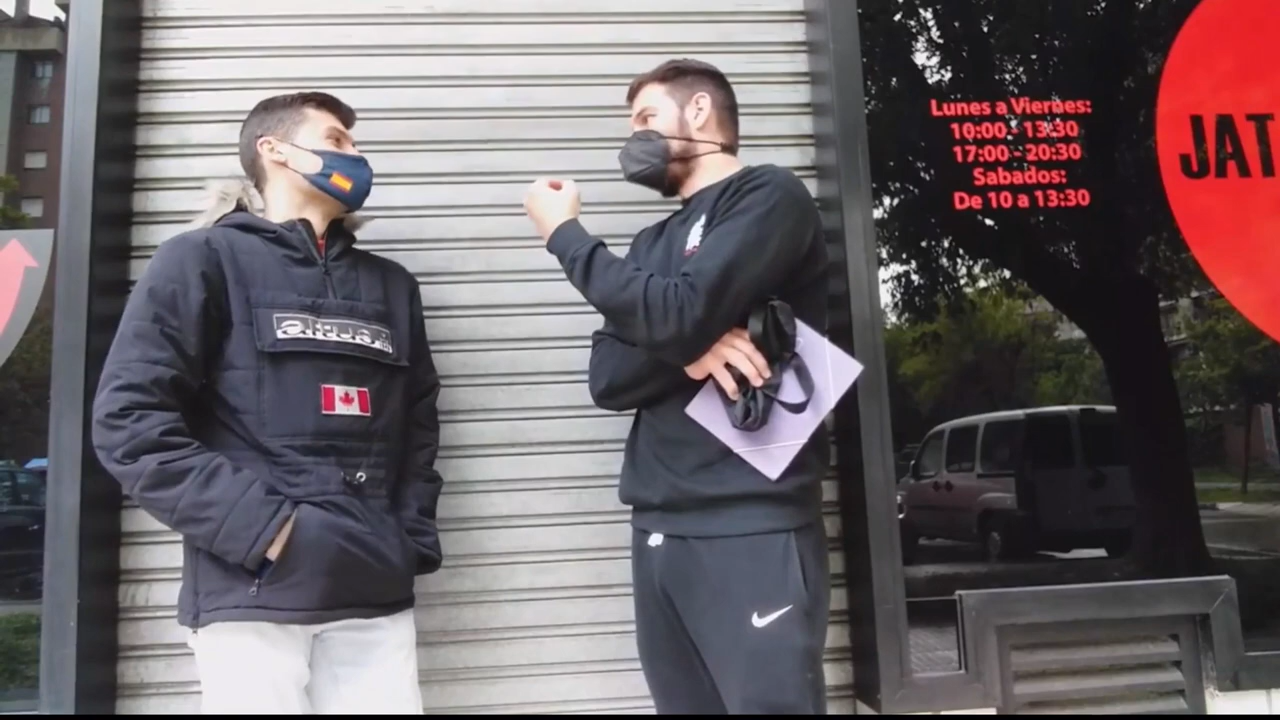 Lunes a Viernes:
10:00 - 13:30
17:00 - 20:30
Sabados:
De 10 a 13:30
JAT